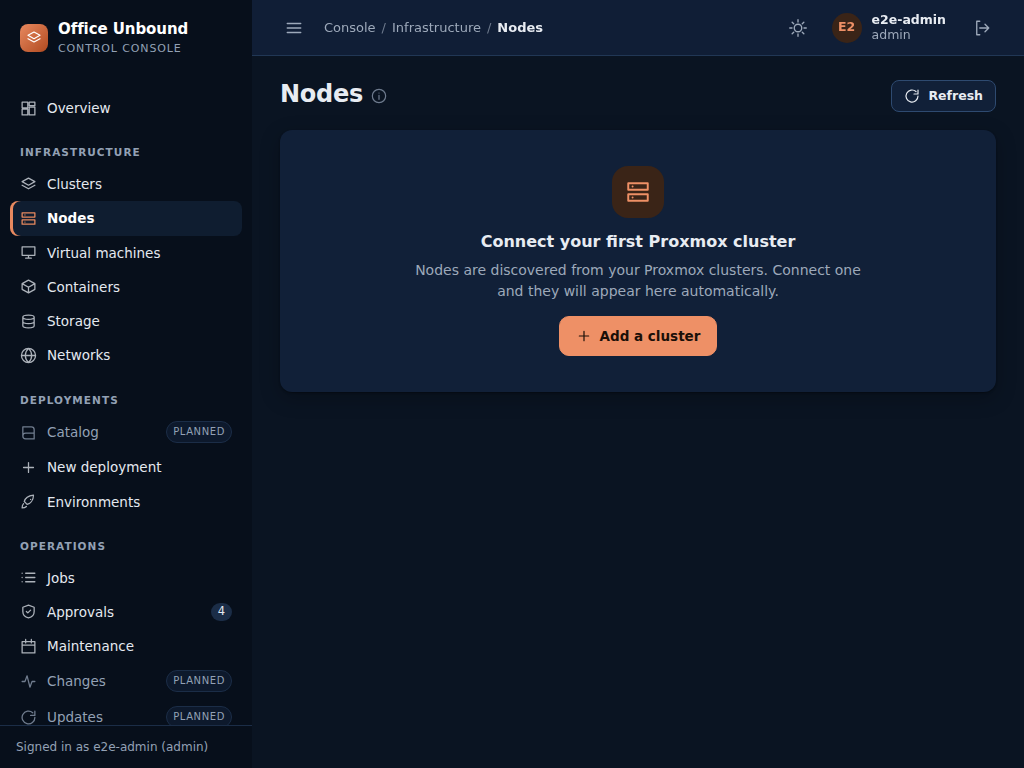 Office Unbound
CONTROL CONSOLE
Overview
INFRASTRUCTURE
Clusters
Nodes
Virtual machines
Containers
Storage
Networks
DEPLOYMENTS
Catalog PLANNED
New deployment
Environments
OPERATIONS
Jobs
Approvals 4
Maintenance
Changes PLANNED
Updates PLANNED
Signed in as e2e-admin (admin)
Console / Infrastructure / Nodes
E2 e2e-admin
admin
Nodes
Refresh
Connect your first Proxmox cluster
Nodes are discovered from your Proxmox clusters. Connect one
and they will appear here automatically.
Add a cluster